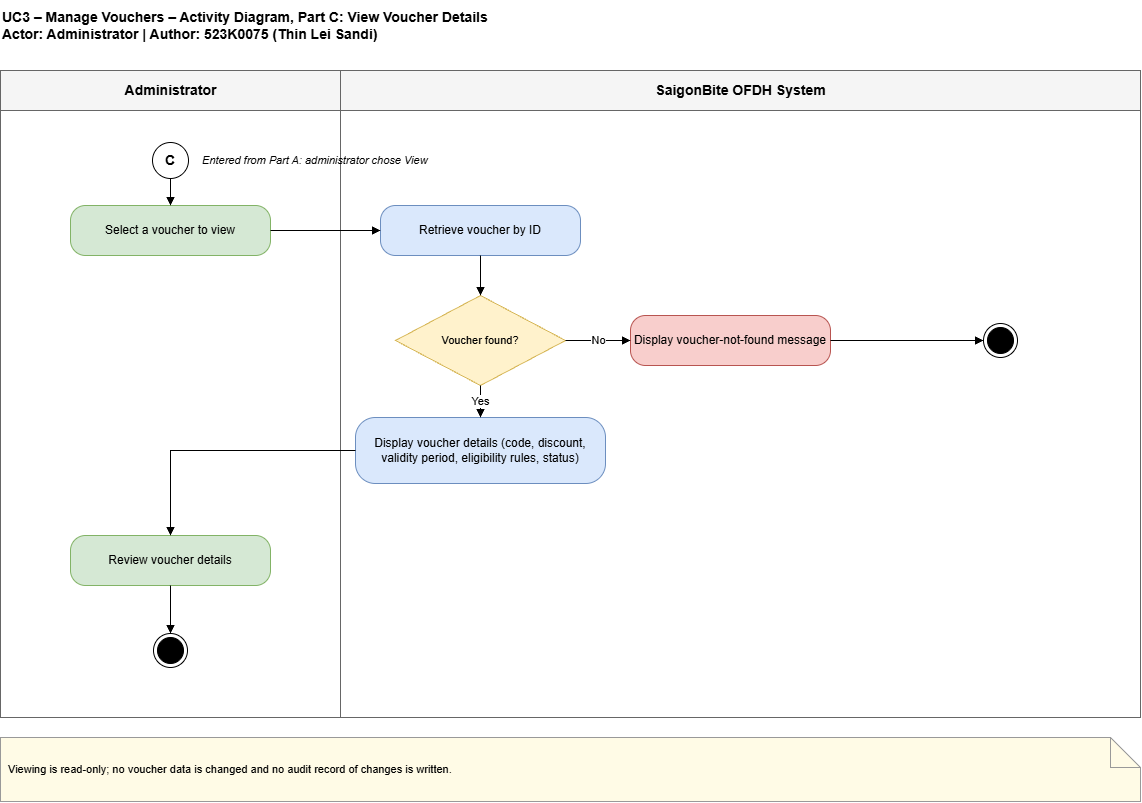 UC3 – Manage Vouchers – Activity Diagram, Part C: View Voucher Details
Actor: Administrator | Author: 523K0075 (Thin Lei Sandi)
Administrator
SaigonBite OFDH System
C
Entered from Part A: administrator chose View
Select a voucher to view
Retrieve voucher by ID
Voucher found?
No
Display voucher-not-found message
Yes
Display voucher details (code, discount,
validity period, eligibility rules, status)
Review voucher details
Viewing is read-only; no voucher data is changed and no audit record of changes is written.